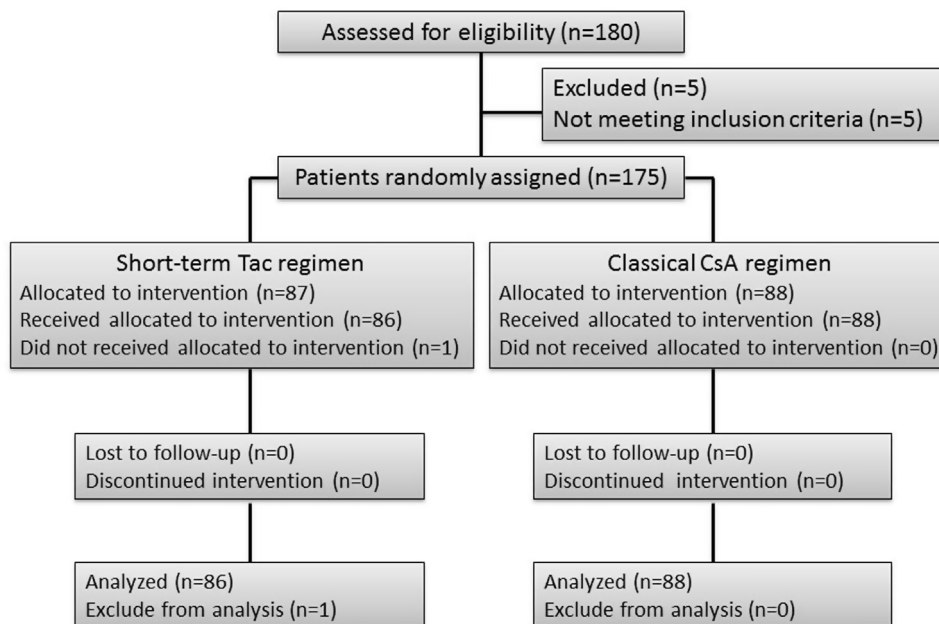 Assessed for eligibility (n=180)
Excluded (n=5)
Not meeting inclusion criteria (n=5)
Patients randomly assigned (n=175)
Short-term Tac regimen
Allocated to intervention (n=87)
Received allocated to intervention (n=86)
Did not received allocated to intervention (n=1)
Classical CsA regimen
Allocated to intervention (n=88)
Received allocated to intervention (n=88)
Did not received allocated to intervention (n=0)
Lost to follow-up (n=0)
Discontinued intervention (n=0)
Lost to follow-up (n=0)
Discontinued intervention (n=0)
Analyzed (n=86)
Exclude from analysis (n=1)
Analyzed (n=88)
Exclude from analysis (n=0)